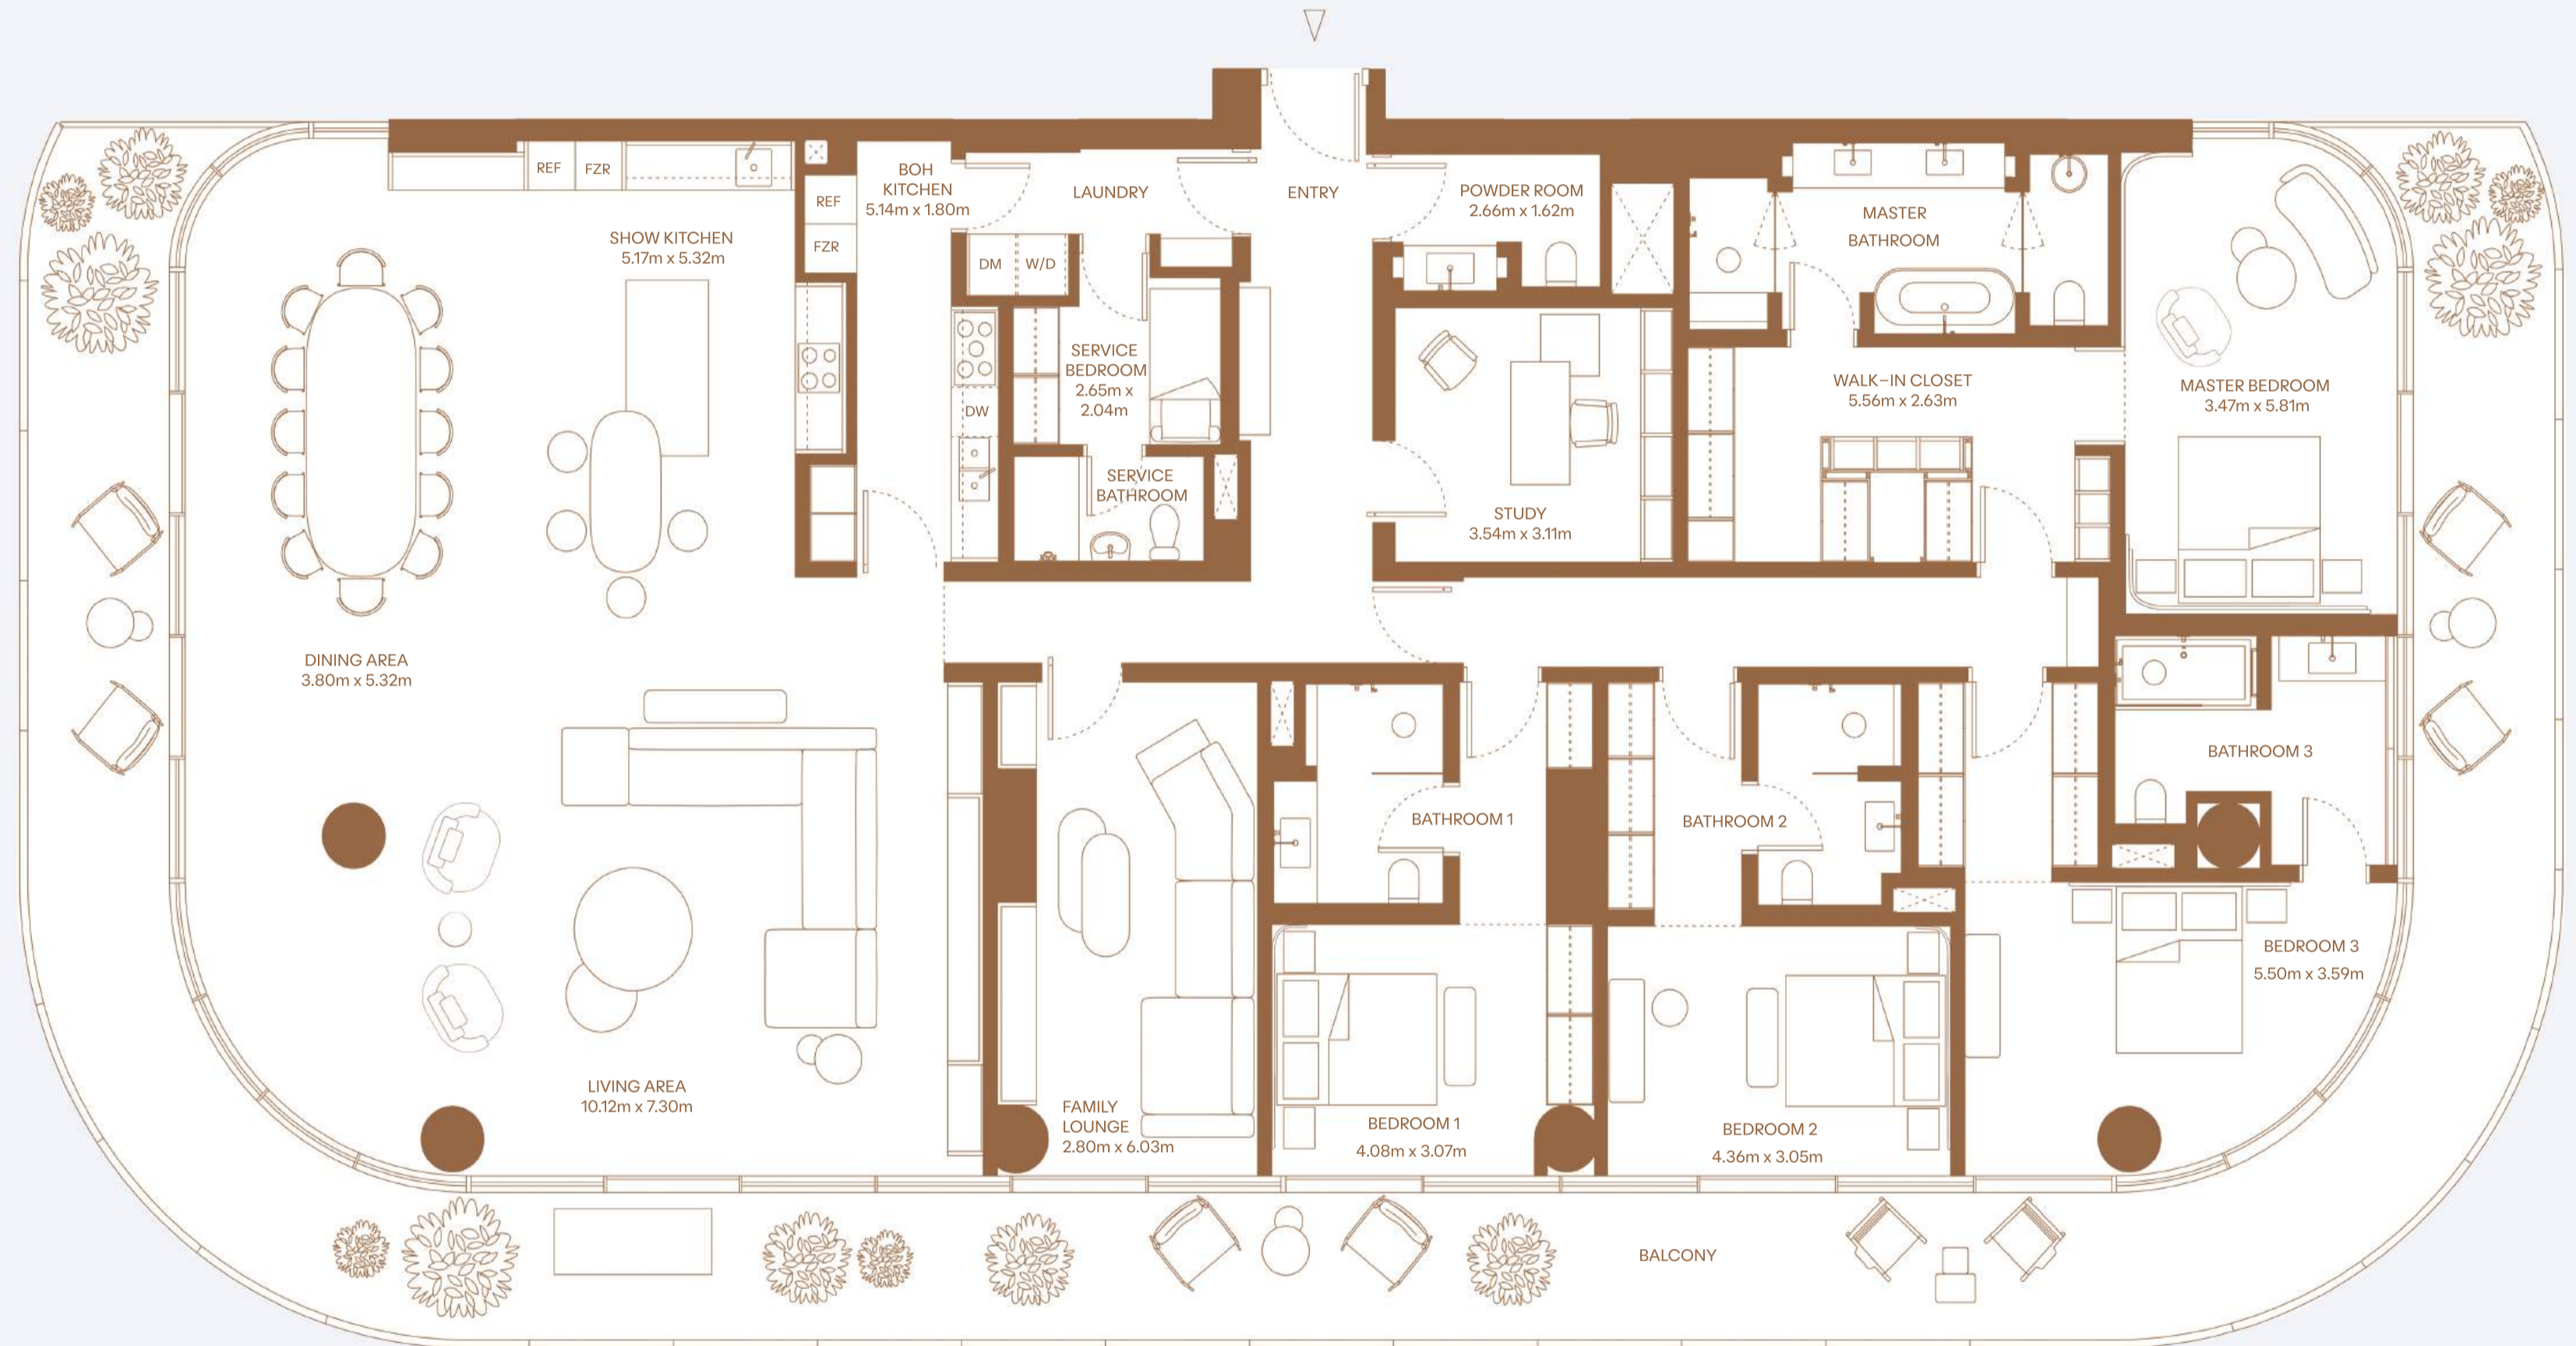 REF
FZR
SHOW KITCHEN
5.17m x 5.32m
REF
FZR
BOH
KITCHEN
5.14m x 1.80m
LAUNDRY
ENTRY
POWDER ROOM
2.66m x 1.62m
MASTER
BATHROOM
DM
W/D
SERVICE
BEDROOM
2.65m x
2.04m
DW
SERVICE
BATHROOM
STUDY
3.54m x 3.11m
WALK–IN CLOSET
5.56m x 2.63m
MASTER BEDROOM
3.47m x 5.81m
DINING AREA
3.80m x 5.32m
LIVING AREA
10.12m x 7.30m
FAMILY
LOUNGE
2.80m x 6.03m
BATHROOM 1
BATHROOM 2
BATHROOM 3
BEDROOM 1
4.08m x 3.07m
BEDROOM 2
4.36m x 3.05m
BEDROOM 3
5.50m x 3.59m
BALCONY